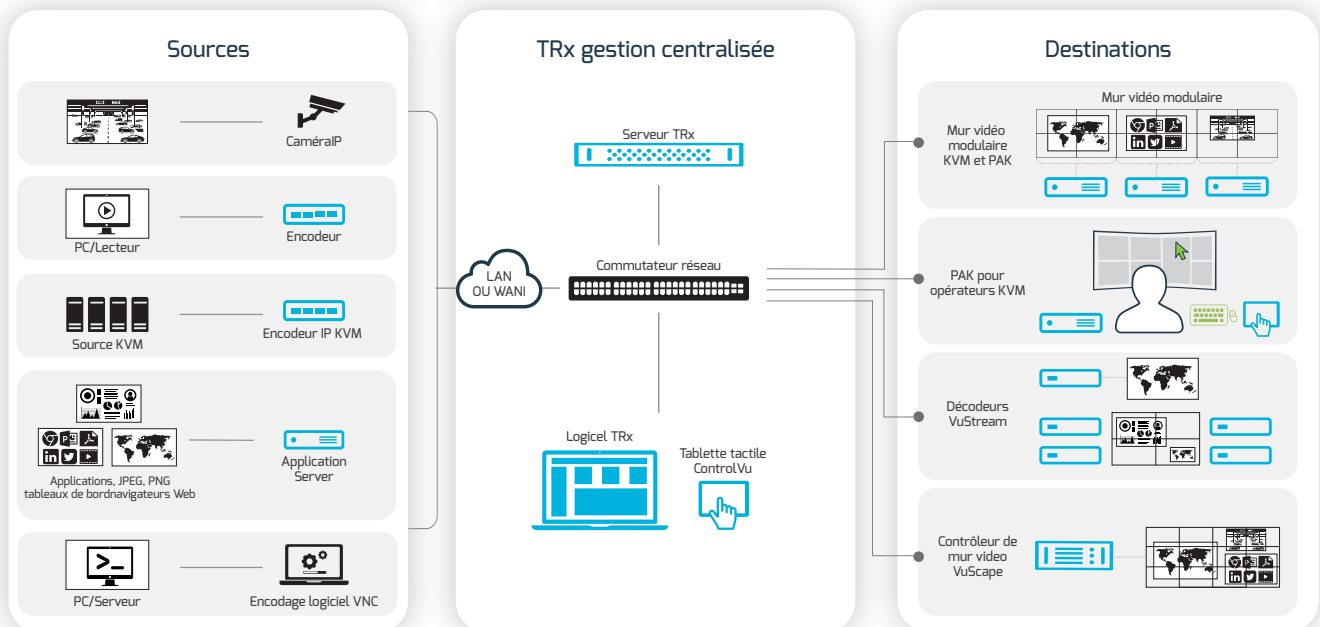 Sources
CaméraIP
PC/Lecteur
Encodeur
Source KVM
Encodeur IP KVM
Applications, JPEG, PNG
tableaux de bordnavigateurs Web
Application
Server
PC/Serveur
Encodage logiciel VNC
TRx gestion centralisée
Serveur TRx
LAN
OU WANI
Commutateur réseau
Logiciel TRx
Tablette tactile
ControlVu
Destinations
Mur vidéo
modulaire
KVM et PAK
Mur vidéo modulaire
PAK pour
opérateurs KVM
Décodeurs
VuStream
Contrôleur de
mur video
VuScape